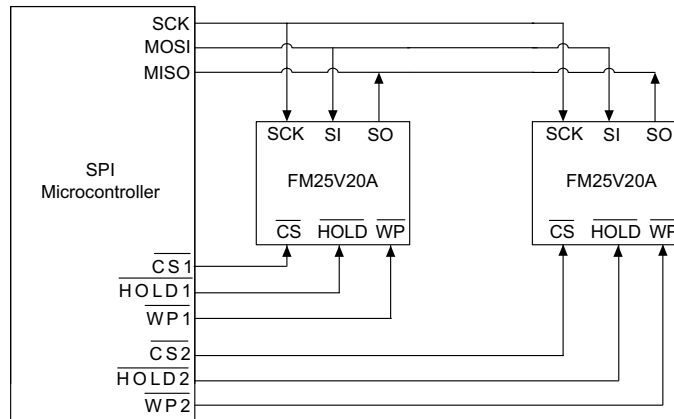 SCK
MOSI
MISO
SCK SI SO
SCK SI SO
SPI
Microcontroller
FM25V20A
FM25V20A
CS HOLD WP
CS HOLD WP
CS1
HOLD1
WP1
CS2
HOLD2
WP2